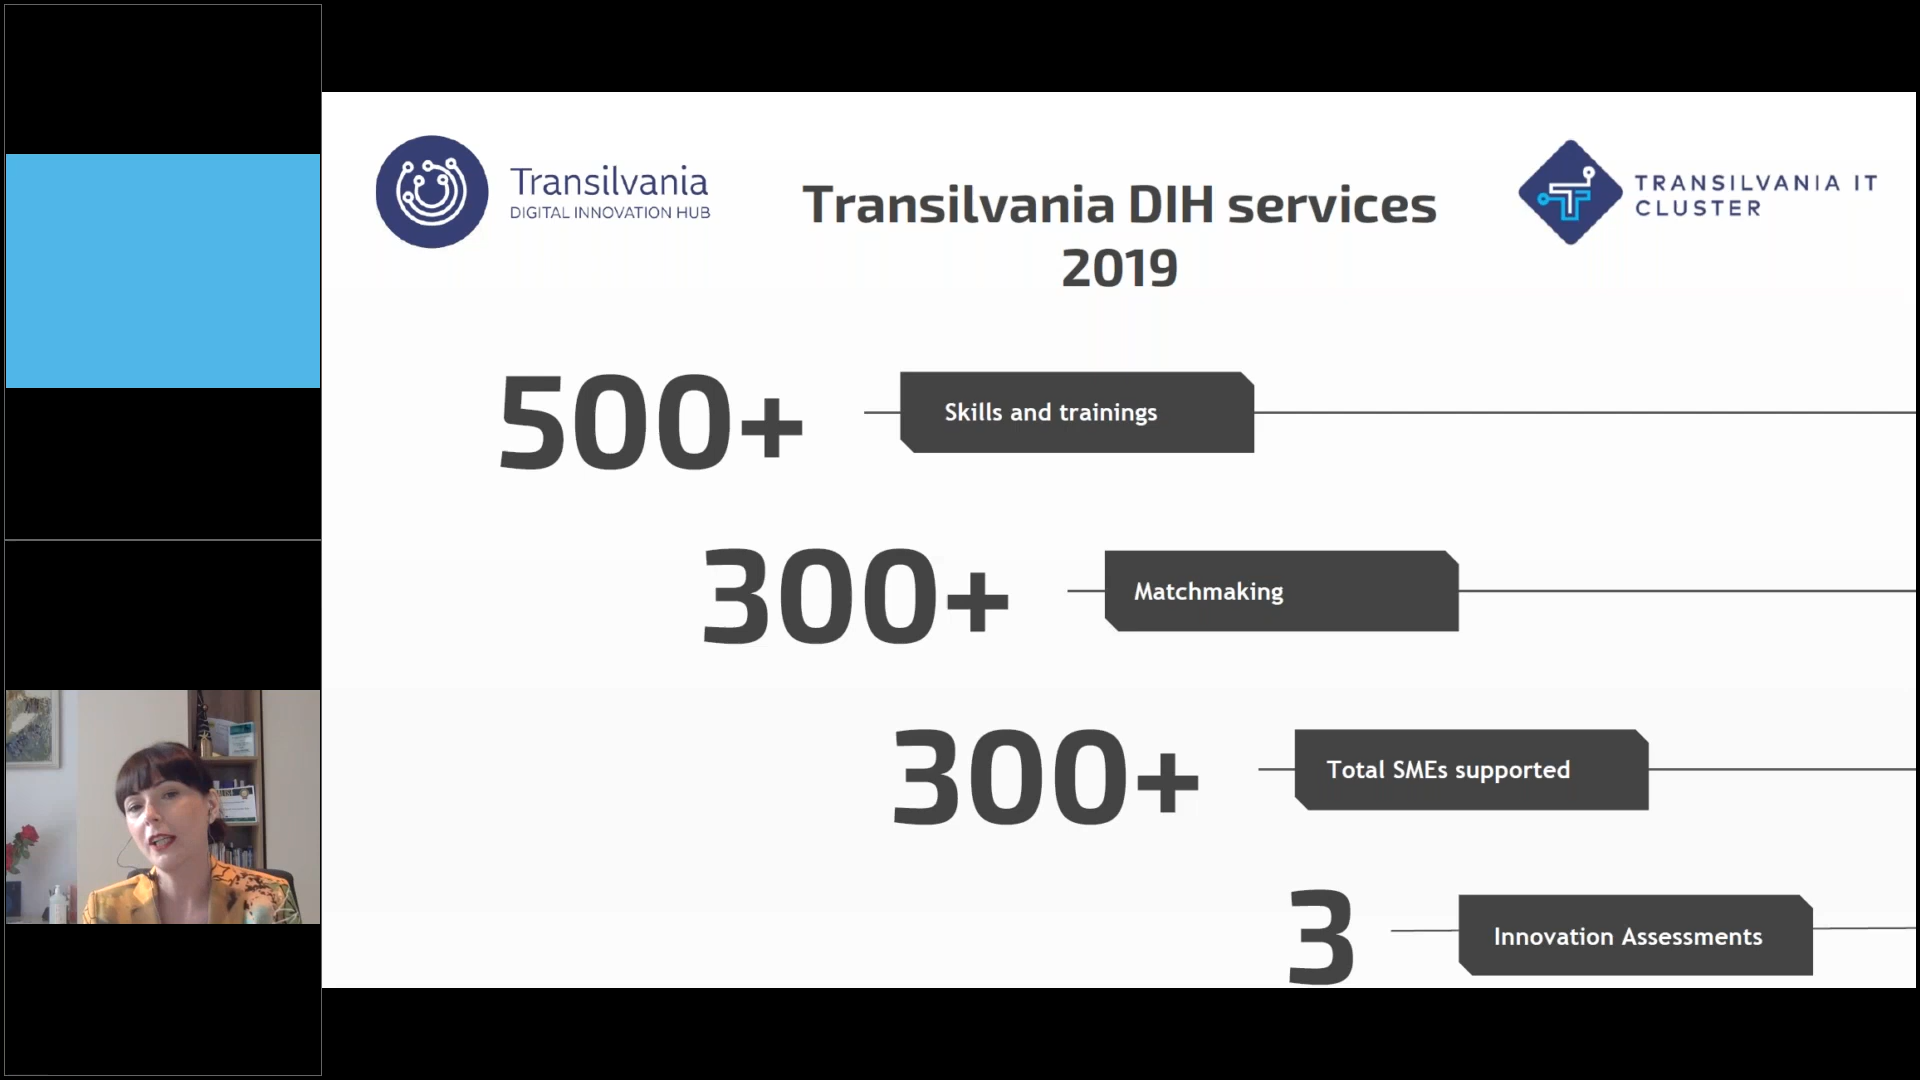 Transilvania
DIGITAL INNOVATION HUB
Transilvania DIH services
2019
TRANSILVANIA IT
CLUSTER
500+
Skills and trainings
300+
Matchmaking
300+
Total SMEs supported
3
Innovation Assessments